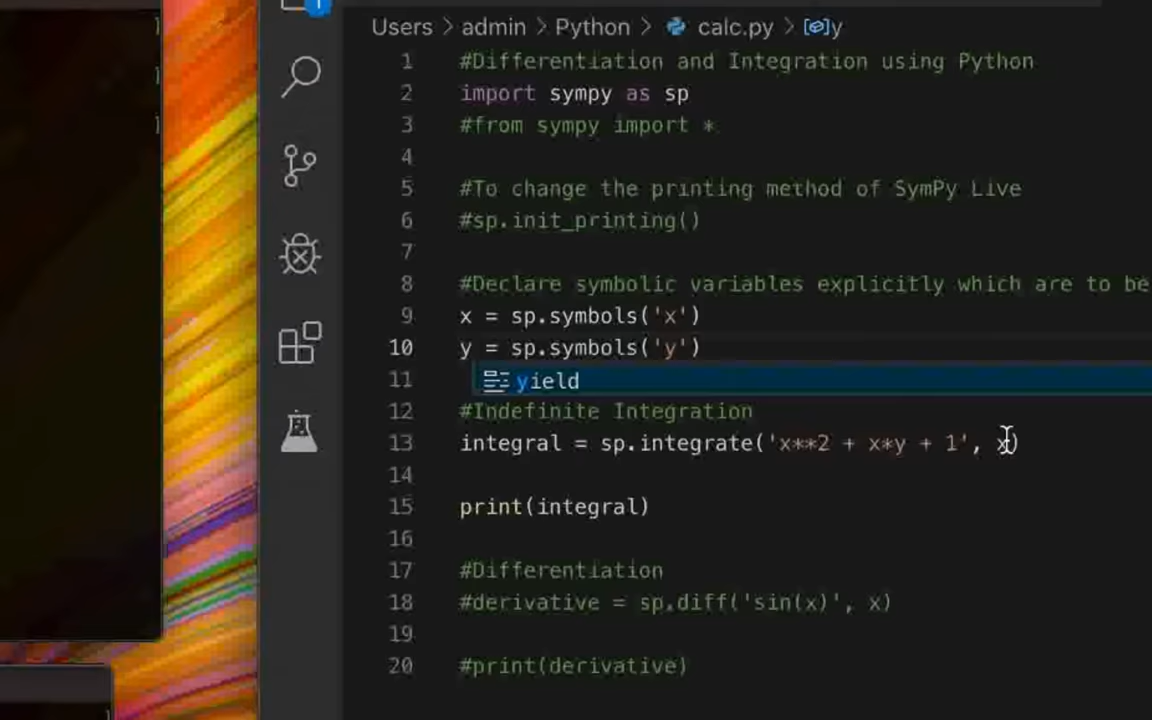 1
Users > admin > Python > calc.py > y
1 #Differentiation and Integration using Python
2 import sympy as sp
3 #from sympy import *
4
5 #To change the printing method of SymPy Live
6 #sp.init_printing()
7
8 #Declare symbolic variables explicitly which are to be
9 x = sp.symbols('x')
10 y = sp.symbols('y')
11 yield
12 #Indefinite Integration
13 integral = sp.integrate('x**2 + x*y + 1', x)
14
15 print(integral)
16
17 #Differentiation
18 #derivative = sp.diff('sin(x)', x)
19
20 #print(derivative)